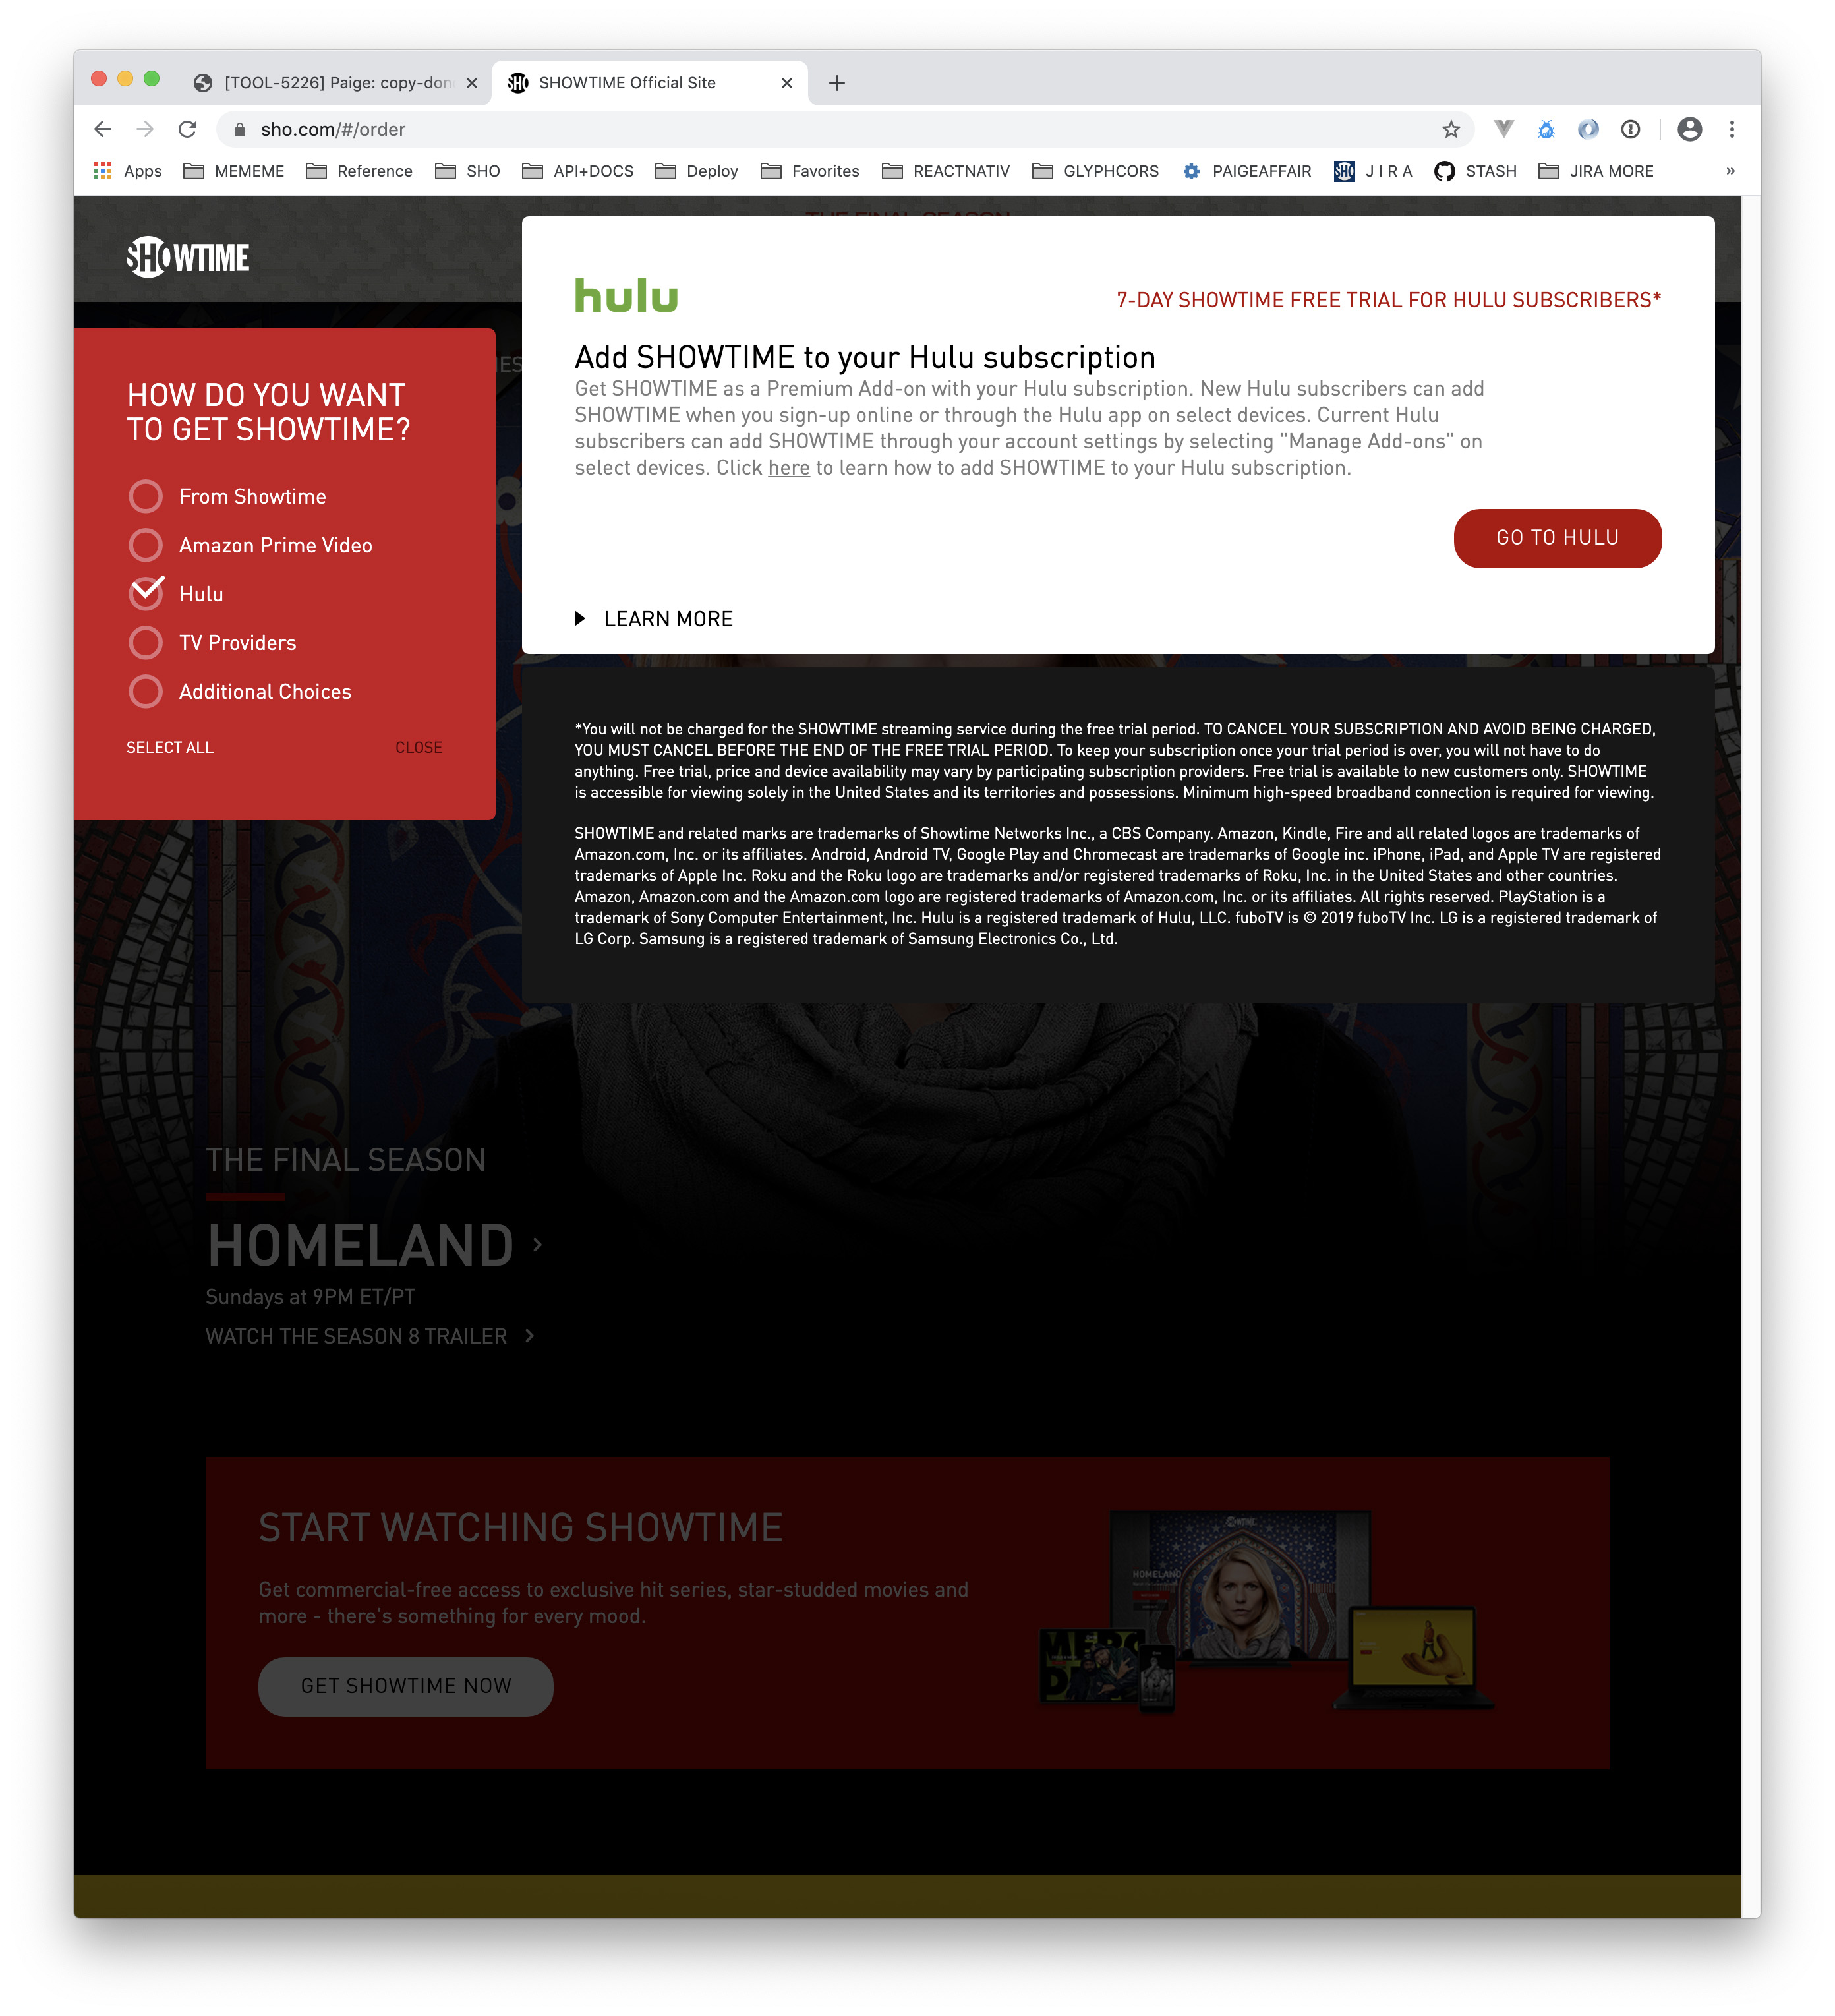 [TOOL-5226] Paige: copy-don
SHO SHOWTIME Official Site
sho.com/#/order
Apps MEMEME Reference SHO API+DOCS Deploy Favorites REACTNATIV GLYPHCORS PAIGEAFFAIR SHO J I R A STASH JIRA MORE »
THE FINAL SEASON
SHOWTIME
HOW DO YOU WANT
TO GET SHOWTIME?
From Showtime
Amazon Prime Video
Hulu
TV Providers
Additional Choices
SELECT ALL CLOSE
hulu
7-DAY SHOWTIME FREE TRIAL FOR HULU SUBSCRIBERS*
Add SHOWTIME to your Hulu subscription
Get SHOWTIME as a Premium Add-on with your Hulu subscription. New Hulu subscribers can add
SHOWTIME when you sign-up online or through the Hulu app on select devices. Current Hulu
subscribers can add SHOWTIME through your account settings by selecting "Manage Add-ons" on
select devices. Click here to learn how to add SHOWTIME to your Hulu subscription.
GO TO HULU
LEARN MORE
*You will not be charged for the SHOWTIME streaming service during the free trial period. TO CANCEL YOUR SUBSCRIPTION AND AVOID BEING CHARGED,
YOU MUST CANCEL BEFORE THE END OF THE FREE TRIAL PERIOD. To keep your subscription once your trial period is over, you will not have to do
anything. Free trial, price and device availability may vary by participating subscription providers. Free trial is available to new customers only. SHOWTIME
is accessible for viewing solely in the United States and its territories and possessions. Minimum high-speed broadband connection is required for viewing.
SHOWTIME and related marks are trademarks of Showtime Networks Inc., a CBS Company. Amazon, Kindle, Fire and all related logos are trademarks of
Amazon.com, Inc. or its affiliates. Android, Android TV, Google Play and Chromecast are trademarks of Google inc. iPhone, iPad, and Apple TV are registered
trademarks of Apple Inc. Roku and the Roku logo are trademarks and/or registered trademarks of Roku, Inc. in the United States and other countries.
Amazon, Amazon.com and the Amazon.com logo are registered trademarks of Amazon.com, Inc. or its affiliates. All rights reserved. PlayStation is a
trademark of Sony Computer Entertainment, Inc. Hulu is a registered trademark of Hulu, LLC. fuboTV is © 2019 fuboTV Inc. LG is a registered trademark of
LG Corp. Samsung is a registered trademark of Samsung Electronics Co., Ltd.
THE FINAL SEASON
HOMELAND
Sundays at 9PM ET/PT
WATCH THE SEASON 8 TRAILER
START WATCHING SHOWTIME
Get commercial-free access to exclusive hit series, star-studded movies and
more - there's something for every mood.
GET SHOWTIME NOW
HOMELAND